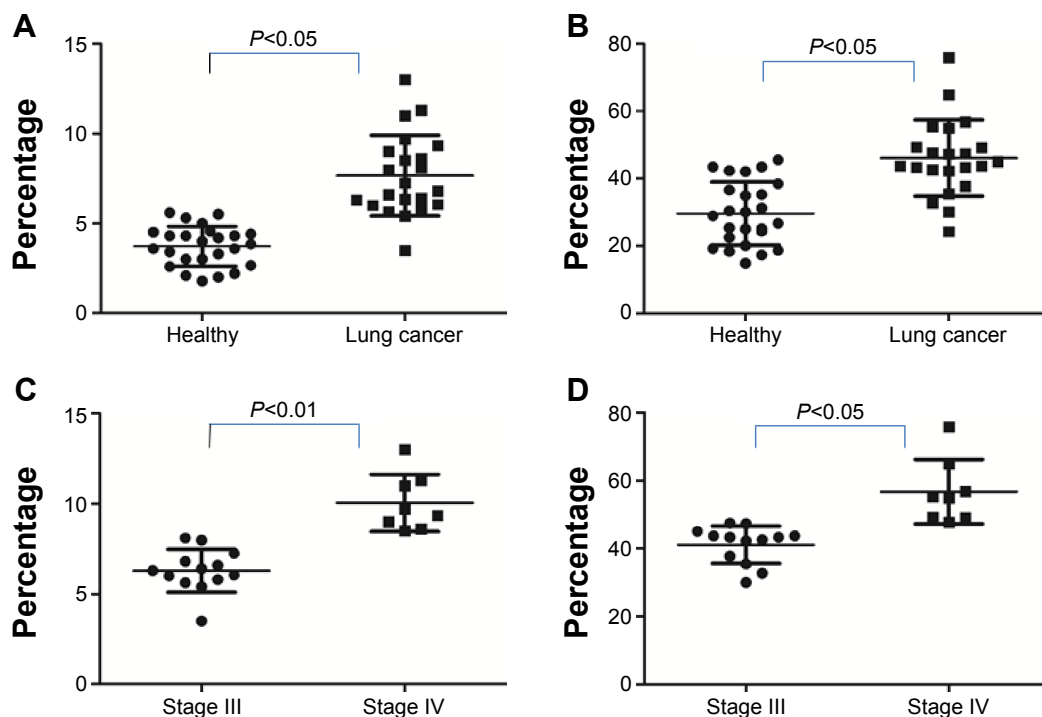 A
Percentage
15
10
5
0
P<0.05
Healthy
Lung cancer
B
Percentage
80
60
40
20
0
P<0.05
Healthy
Lung cancer
C
Percentage
15
10
5
0
P<0.01
Stage III
Stage IV
D
Percentage
80
60
40
20
0
P<0.05
Stage III
Stage IV